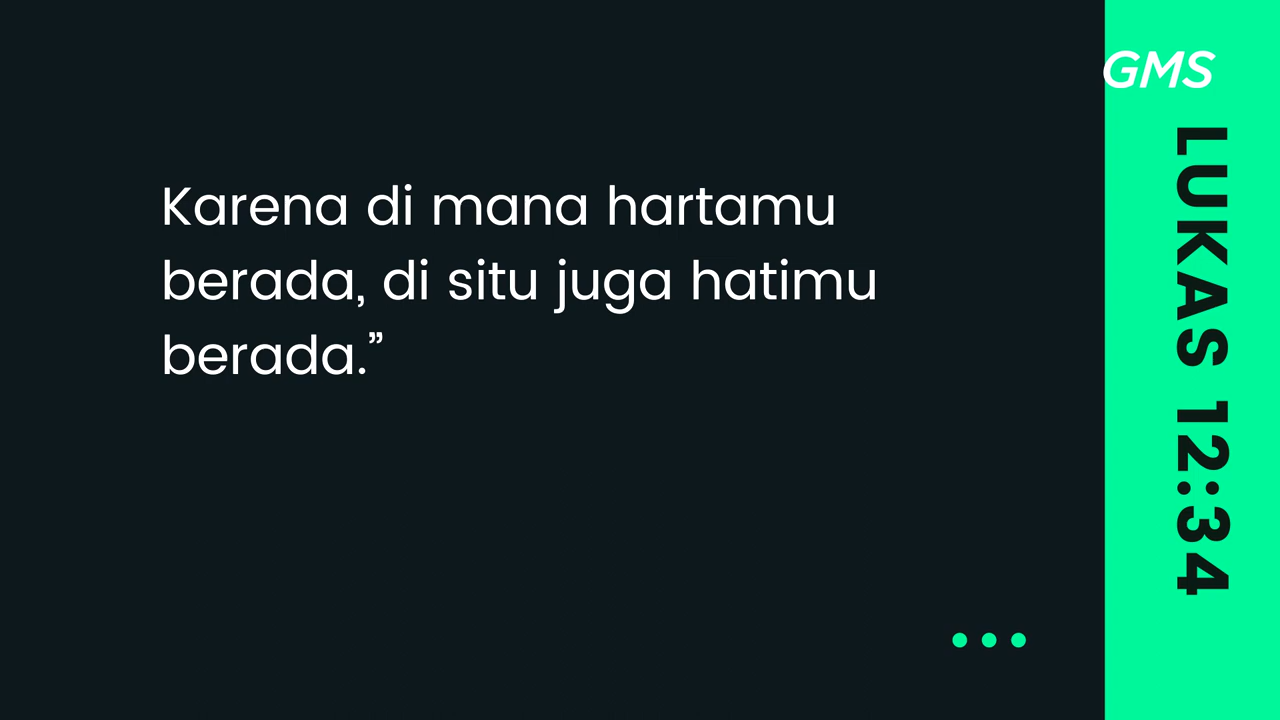 GMS
Karena di mana hartamu
berada, di situ juga hatimu
berada.”
LUKAS 12:34